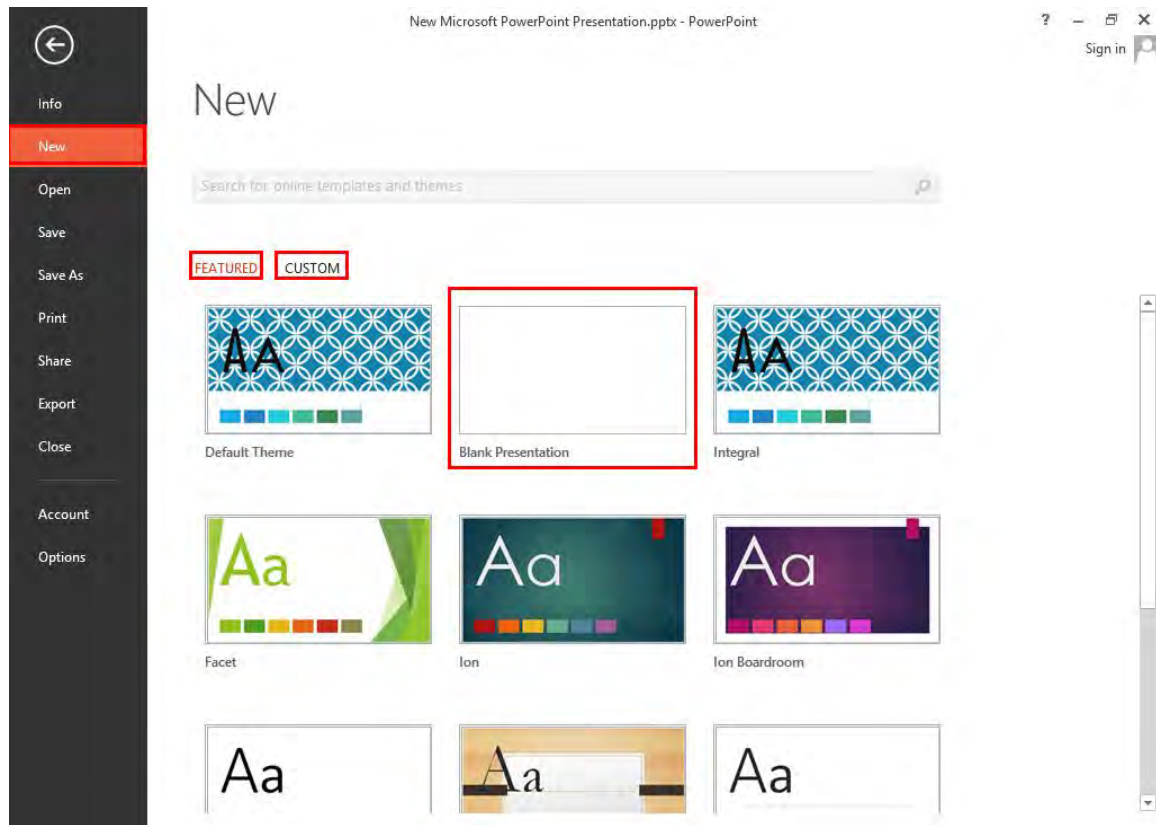 New Microsoft PowerPoint Presentation.pptx - PowerPoint
?
Sign in
Info
New
Open
Save
Save As
Print
Share
Export
Close
Account
Options
New
Search for online templates and themes
FEATURED CUSTOM
AA
AA
Default Theme
Blank Presentation
Integral
Aa
Aa
Aa
Facet
Ion
Ion Boardroom
Aa
Aa
Aa